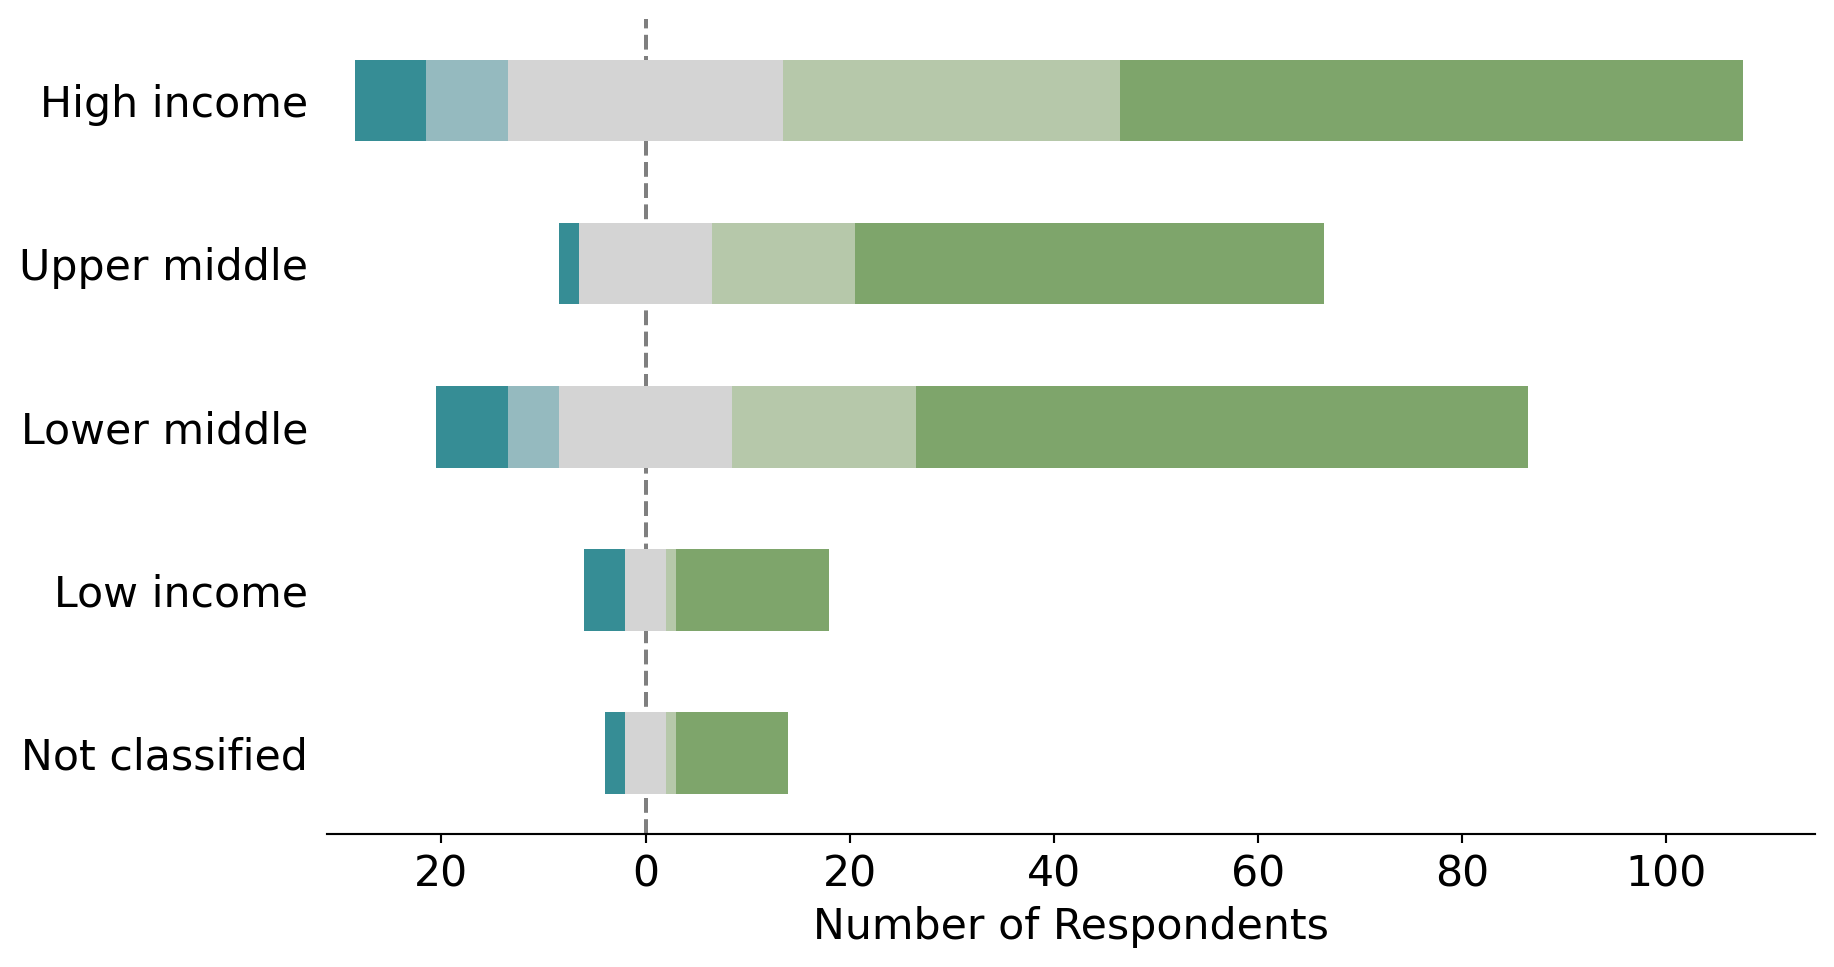 High income
Upper middle
Lower middle
Low income
Not classified
20 0 20 40 60 80 100
Number of Respondents